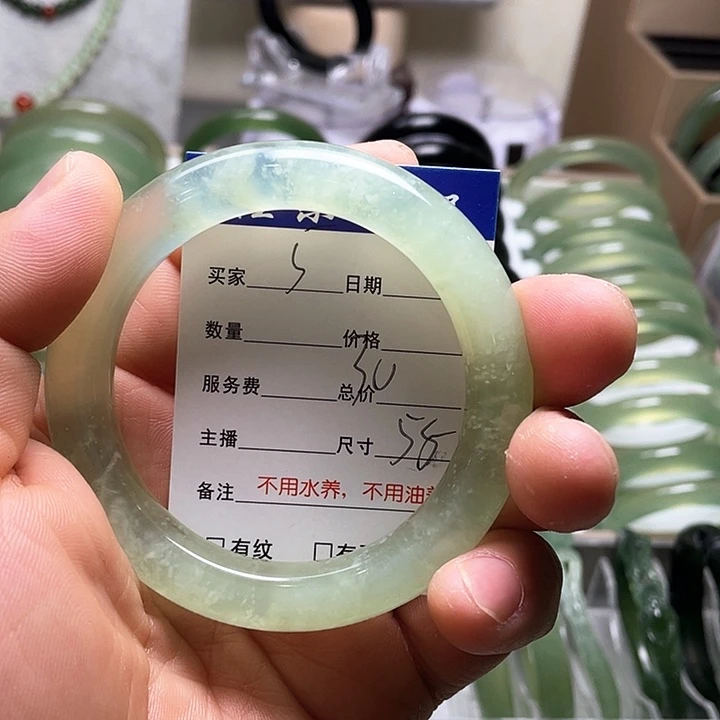 买家 日期
数量 价格
服务费 总价 50
主播 尺寸 58
备注 不用水养，不用油
□有纹 □有